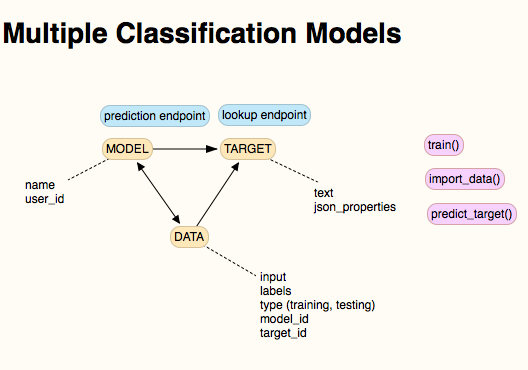 Multiple Classification Models
prediction endpoint
lookup endpoint
MODEL
TARGET
train()
name
user_id
text
json_properties
import_data()
predict_target()
DATA
input
labels
type (training, testing)
model_id
target_id